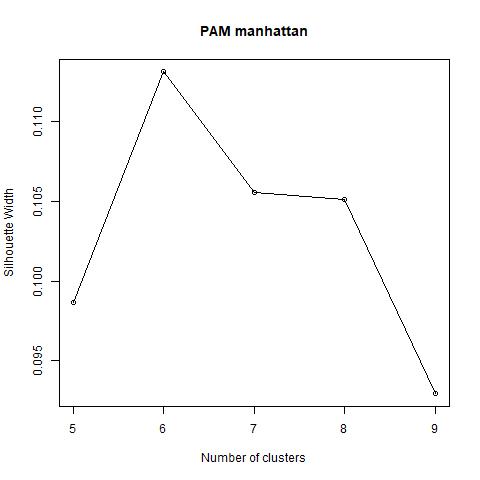 PAM manhattan
Silhouette Width
0.110
0.105
0.100
0.095
5 6 7 8 9
Number of clusters